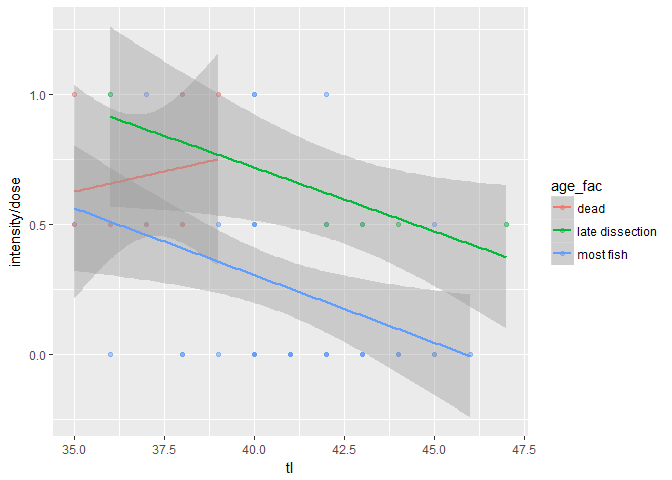 1.0
0.5
0.0
intensity/dose
35.0 37.5 40.0 42.5 45.0 47.5
tl
age_fac
dead
late dissection
most fish